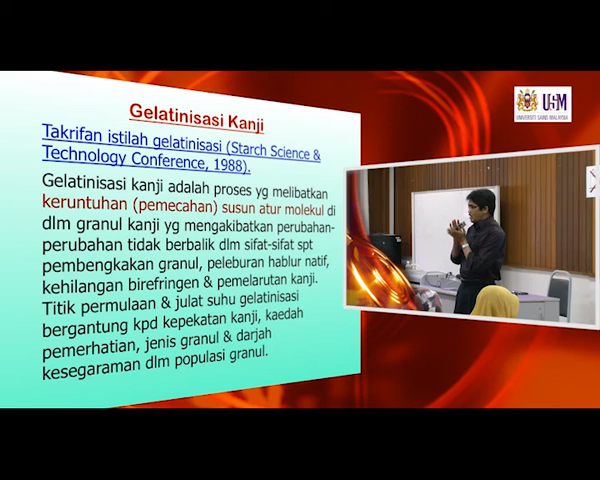 Gelatinisasi Kanji
Takrifan istilah gelatinisasi (Starch Science &
Technology Conference, 1988).
Gelatinisasi kanji adalah proses yg melibatkan
keruntuhan (pemecahan) susun atur molekul di
dlm granul kanji yg mengakibatkan perubahan-
perubahan tidak berbalik dlm sifat-sifat spt
pembengkakan granul, peleburan hablur natif,
kehilangan birefringen & pemelarutan kanji.
Titik permulaan & julat suhu gelatinisasi
bergantung kpd kepekatan kanji, kaedah
pemerhatian, jenis granul & darjah
kesegaraman dlm populasi granul.
USM
UNIVERSITI SAINS MALAYSIA